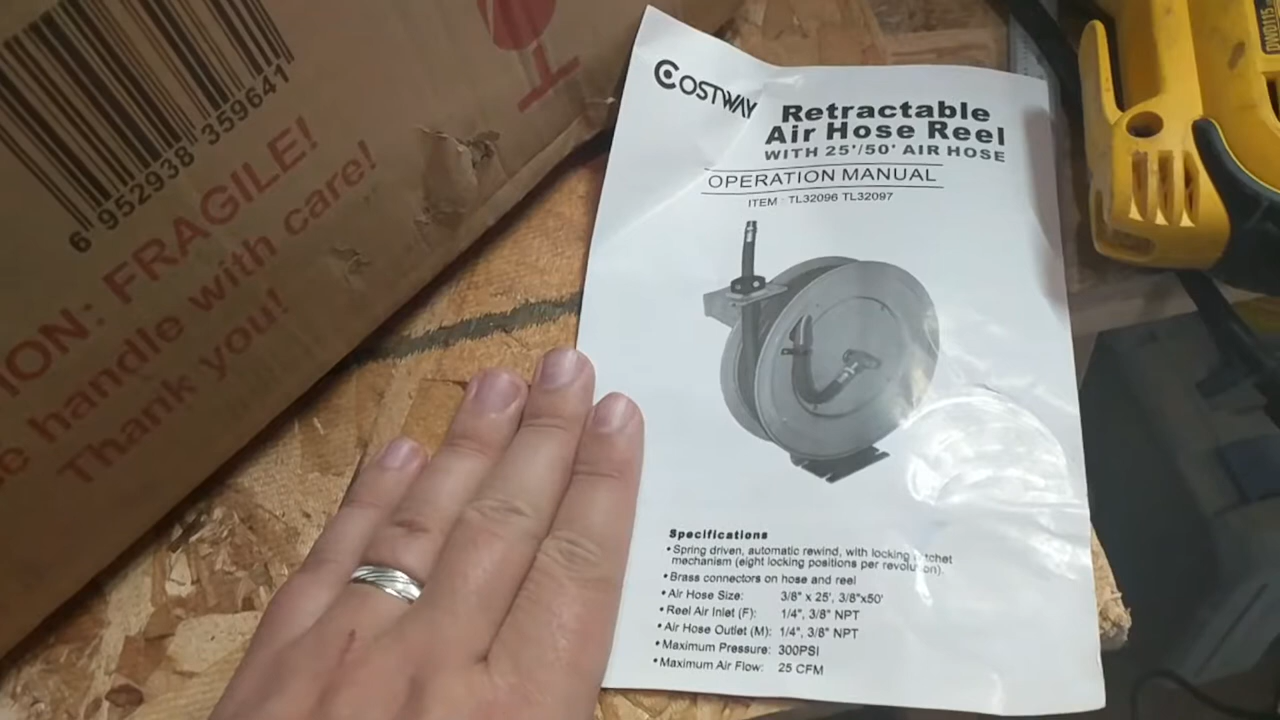 6 952938 359641
ION: FRAGILE!
e handle with care!
Thank you!
COSTWAY
Retractable
Air Hose Reel
WITH 25'/50' AIR HOSE
OPERATION MANUAL
ITEM : TL32096 TL32097
Specifications
• Spring driven, automatic rewind, with locking ratchet
mechanism (eight locking positions per revolution).
• Brass connectors on hose and reel
• Air Hose Size: 3/8" x 25', 3/8"x50'
• Reel Air Inlet (F): 1/4", 3/8" NPT
• Air Hose Outlet (M): 1/4", 3/8" NPT
• Maximum Pressure: 300PSI
• Maximum Air Flow: 25 CFM
DWD115